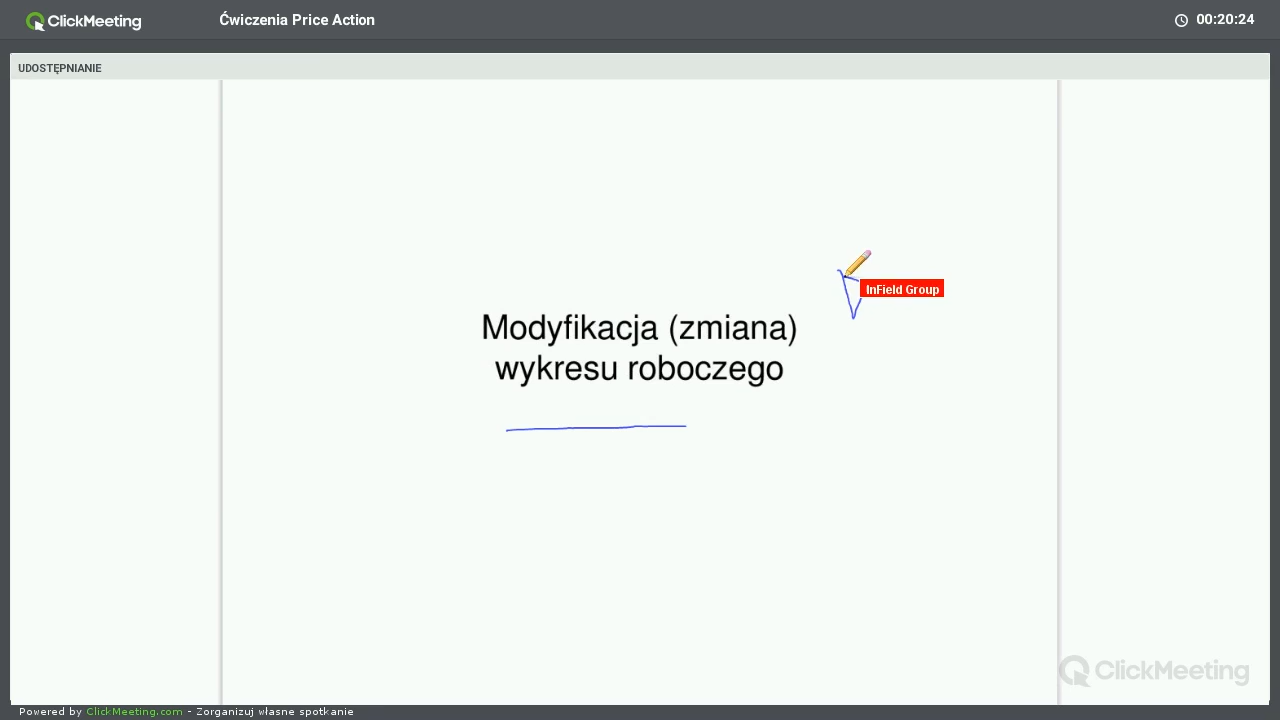 ClickMeeting
Ćwiczenia Price Action
00:20:24
UDOSTĘPNIANIE
InField Group
Modyfikacja (zmiana)
wykresu roboczego
ClickMeeting
Powered by ClickMeeting.com - Zorganizuj własne spotkanie